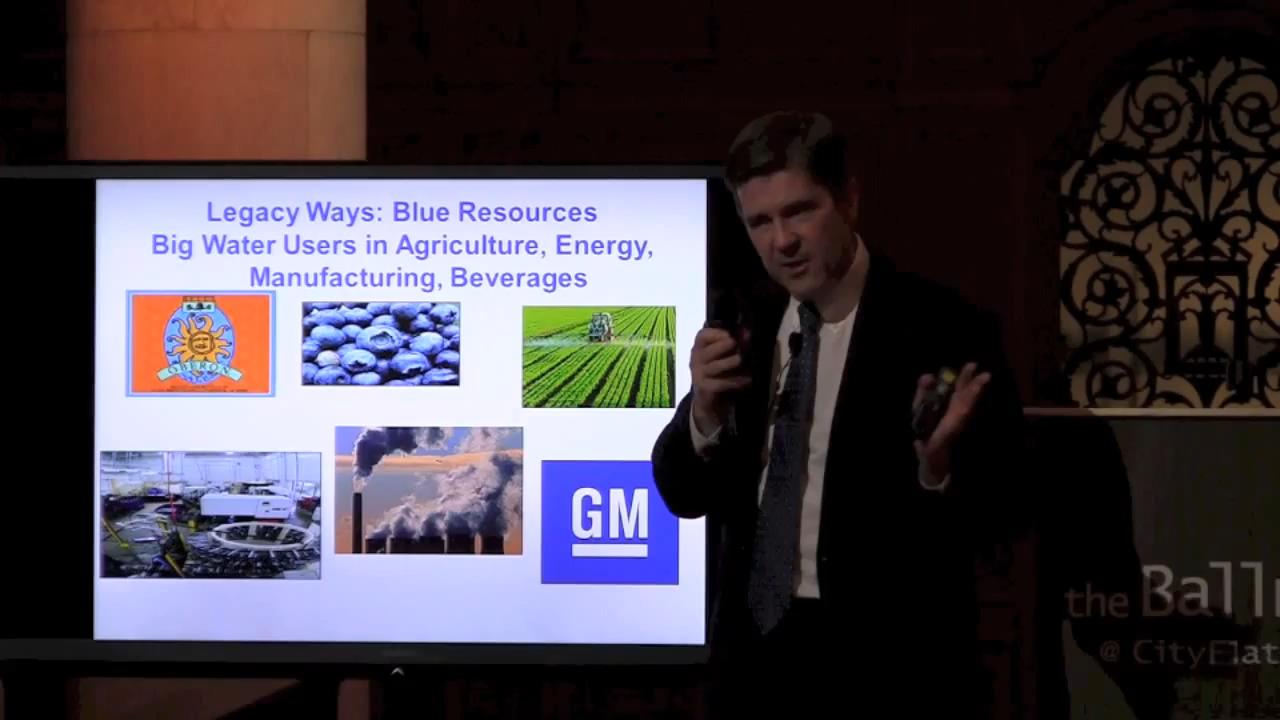 Legacy Ways: Blue Resources
Big Water Users in Agriculture, Energy,
Manufacturing, Beverages
OBERON
GM
the Ball
@ CityFlat